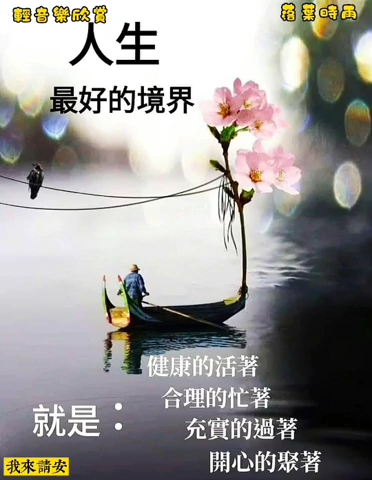 輕音樂欣賞
落葉時雨
人生
最好的境界
就是：
健康的活著
合理的忙著
充實的過著
開心的聚著
我來請安